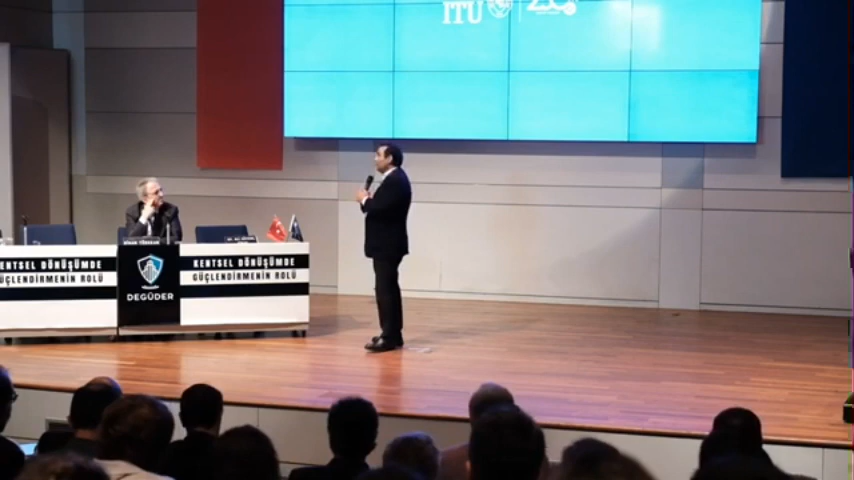 İTÜ
KENTSEL DÖNÜŞÜMDE
GÜÇLENDİRMENİN ROLÜ
DEGÜDER
KENTSEL DÖNÜŞÜMDE
GÜÇLENDİRMENİN ROLÜ